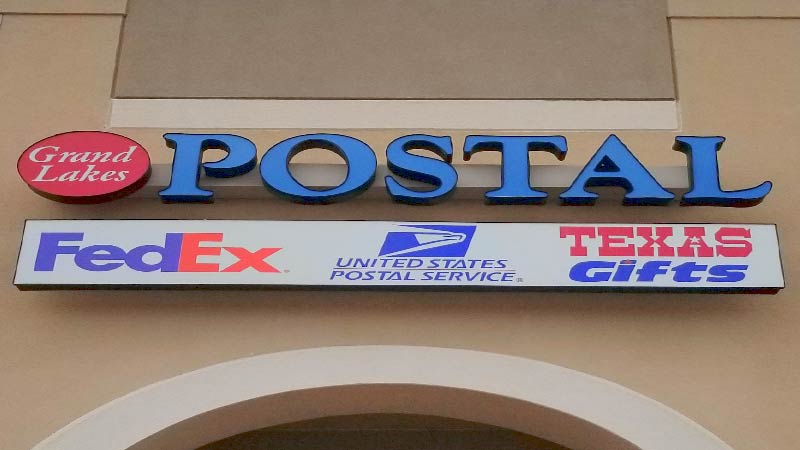 Grand
Lakes
POSTAL
FedEx®
UNITED STATES
POSTAL SERVICE®
TEXAS
Gifts